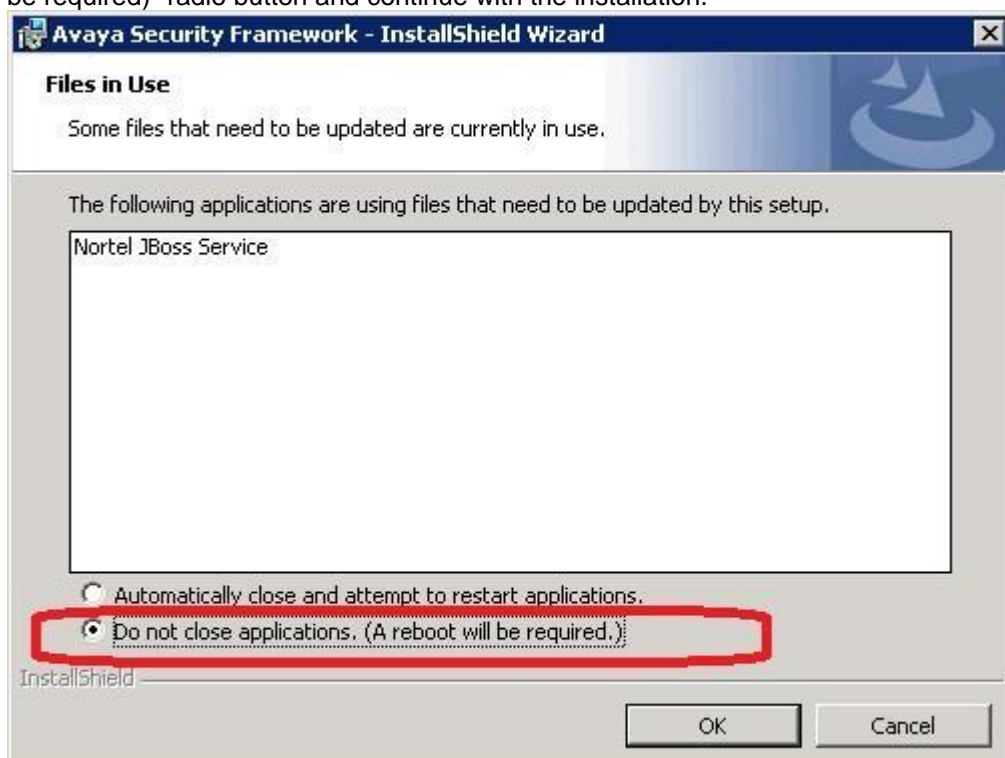 be required)" radio button and continue with the installation.
Avaya Security Framework - InstallShield Wizard
Files in Use
Some files that need to be updated are currently in use.
The following applications are using files that need to be updated by this setup.
Nortel JBoss Service
Automatically close and attempt to restart applications.
Do not close applications. (A reboot will be required.)
InstallShield
OK Cancel